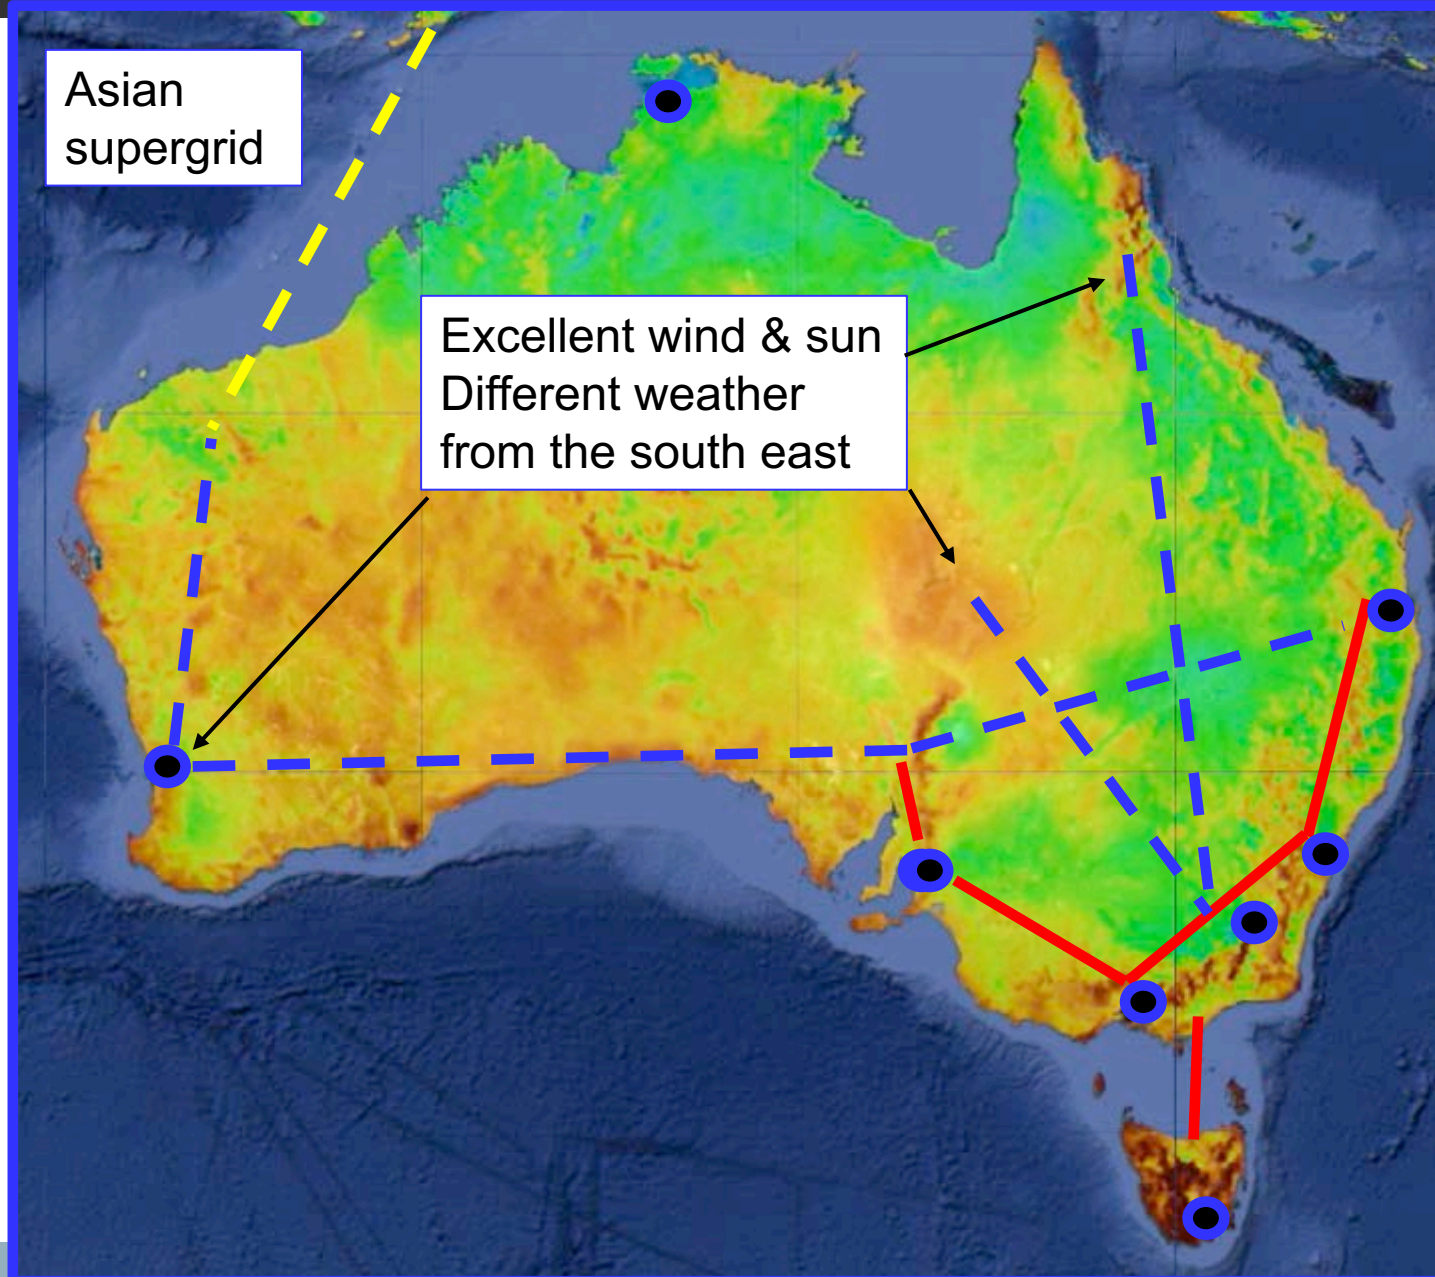 Asian
supergrid
Excellent wind & sun
Different weather
from the south east